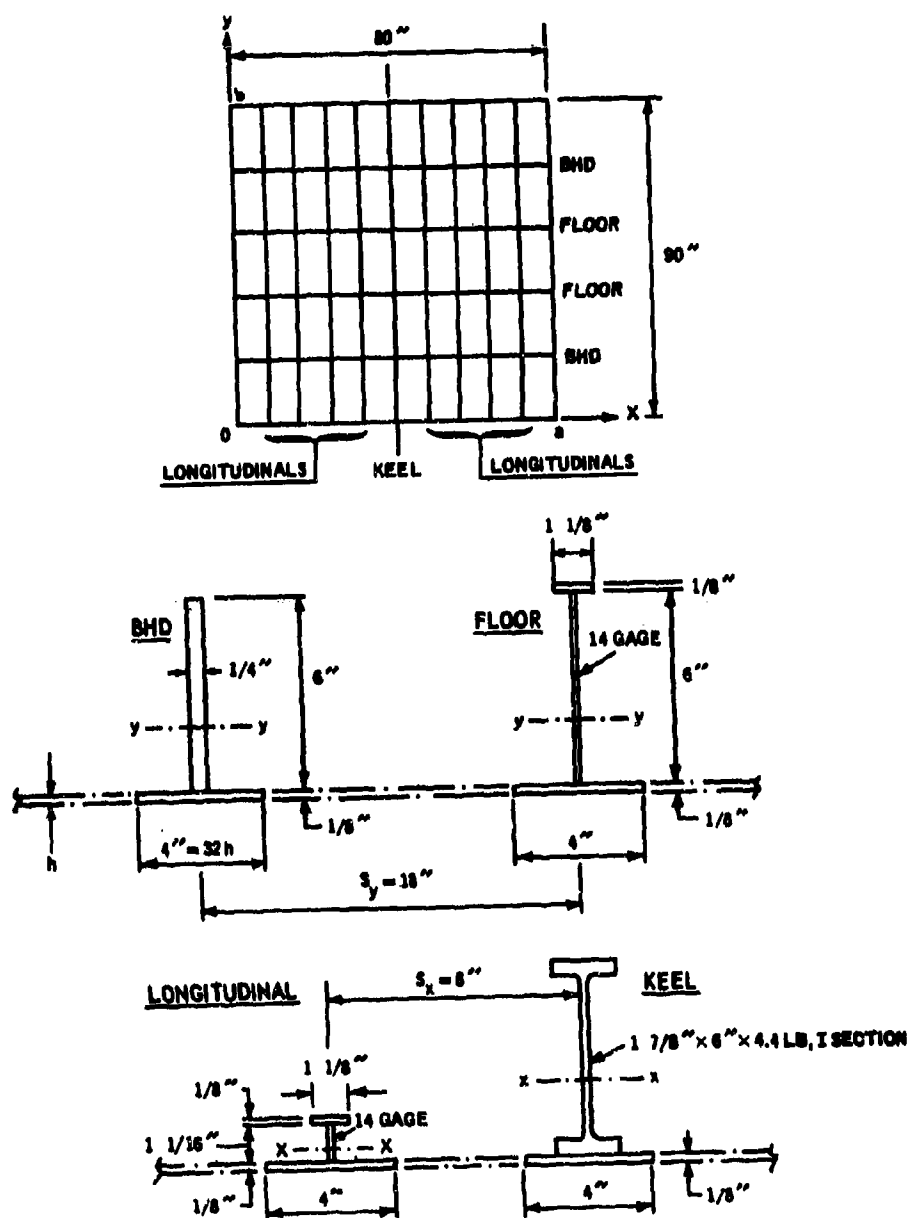 y
80″
b
BHD
FLOOR
90″
FLOOR
BHD
0
a
X
LONGITUDINALS
KEEL
LONGITUDINALS
1 1/8″
1/8″
BHD
FLOOR
14 GAGE
1/4″
6″
6″
y
y
y
y
1/8″
1/8″
h
4″ = 32 h
4″
Sy = 18″
LONGITUDINAL
Sx = 8″
KEEL
1 7/8″ × 6″ × 4.4 LB, I SECTION
1 1/8″
1/8″
14 GAGE
x
x
1 1/16″
X
X
1/8″
4″
4″
1/8″